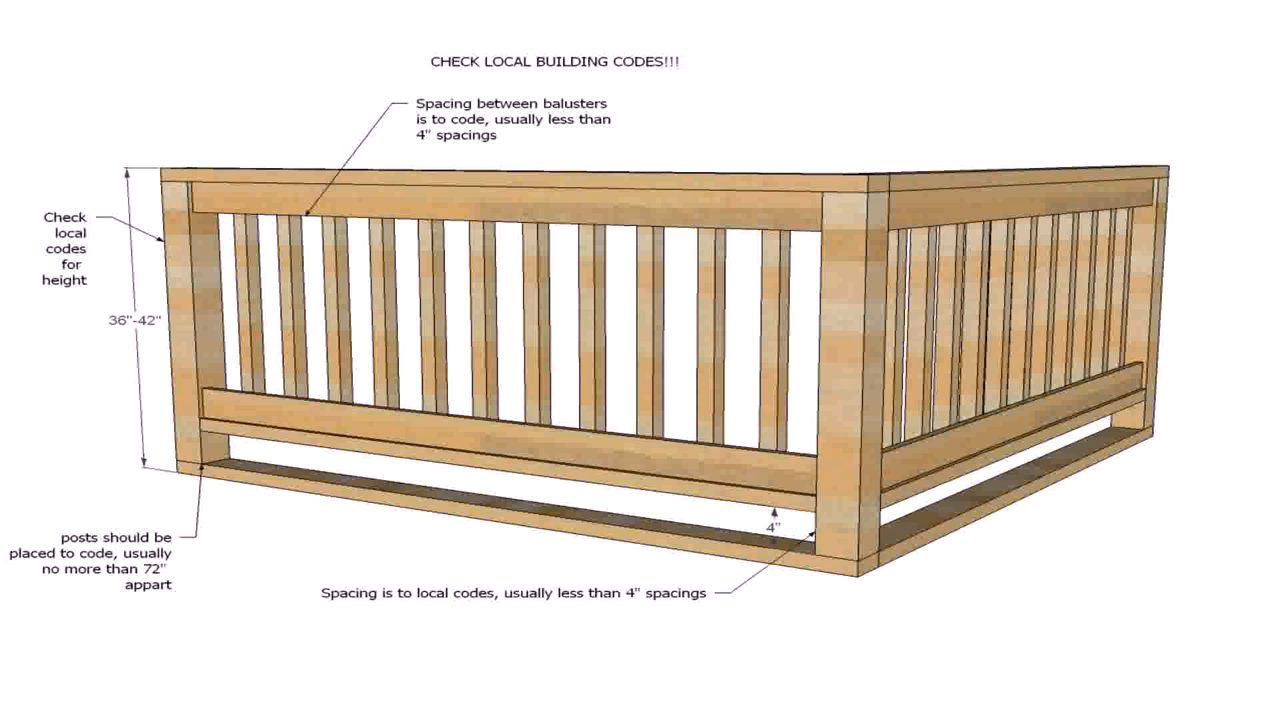 CHECK LOCAL BUILDING CODES!!!
Spacing between balusters
is to code, usually less than
4" spacings
Check
local
codes
for
height
36"-42"
4"
posts should be
placed to code, usually
no more than 72"
appart
Spacing is to local codes, usually less than 4" spacings